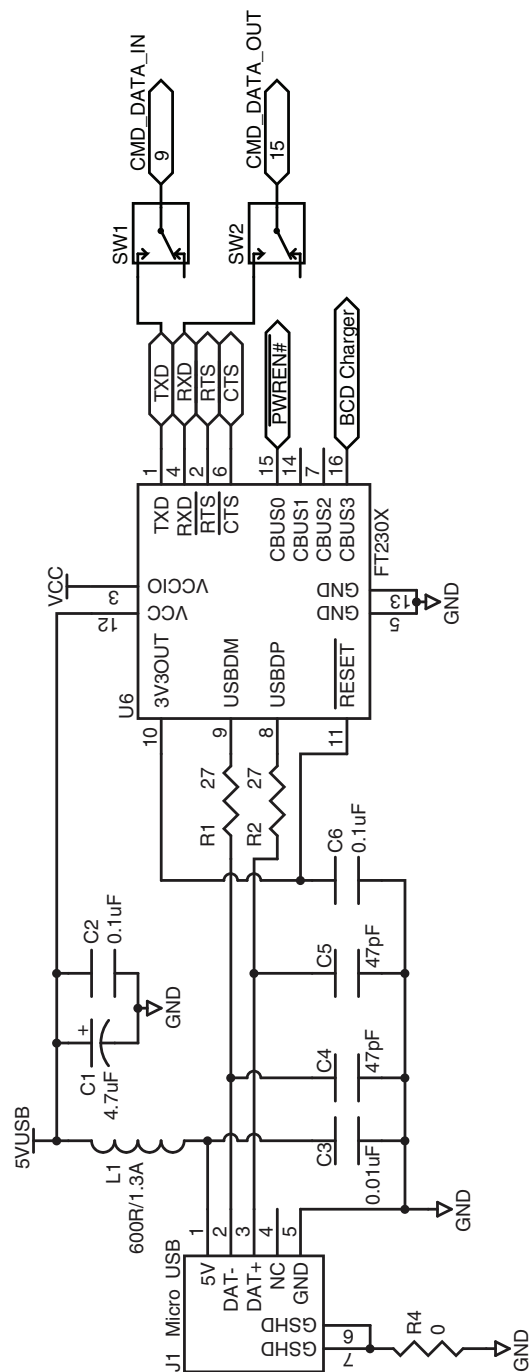 J1 Micro USB
5V
DAT-
DAT+
NC
GND
GSHD
GSHD
1
2
3
4
5
6
7
R4
0
GND
GND
5VUSB
L1
600R/1.3A
C1
+
4.7uF
C2
0.1uF
GND
C3
0.01uF
C4
47pF
C5
47pF
C6
0.1uF
R1
27
R2
27
10
9
8
11
U6
3V3OUT
USBDM
USBDP
RESET
VCC
12
VCC
VCCIO
3
TXD
RXD
RTS
CTS
CBUS0
CBUS1
CBUS2
CBUS3
GND
GND
5
13
GND
FT230X
1
4
2
6
15
14
7
16
TXD
RXD
RTS
CTS
PWREN#
BCD Charger
SW1
SW2
CMD_DATA_IN
9
CMD_DATA_OUT
15